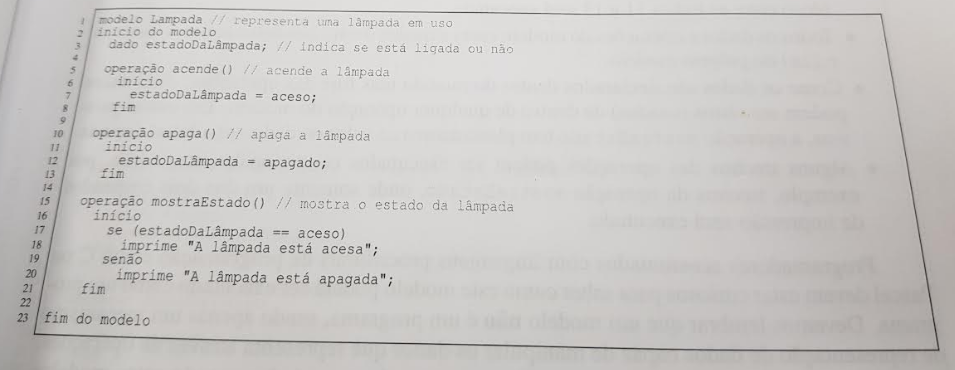 1 modelo Lampada // representa uma lâmpada em uso
2 início do modelo
3 dado estadoDaLâmpada; // indica se está ligada ou não
4
5 operação acende() // acende a lâmpada
6 início
7 estadoDaLâmpada = aceso;
8 fim
9
10 operação apaga() // apaga a lâmpada
11 início
12 estadoDaLâmpada = apagado;
13 fim
14
15 operação mostraEstado() // mostra o estado da lâmpada
16 início
17 se (estadoDaLâmpada == aceso)
18 imprime "A lâmpada está acesa";
19 senão
20 imprime "A lâmpada está apagada";
21 fim
22
23 fim do modelo